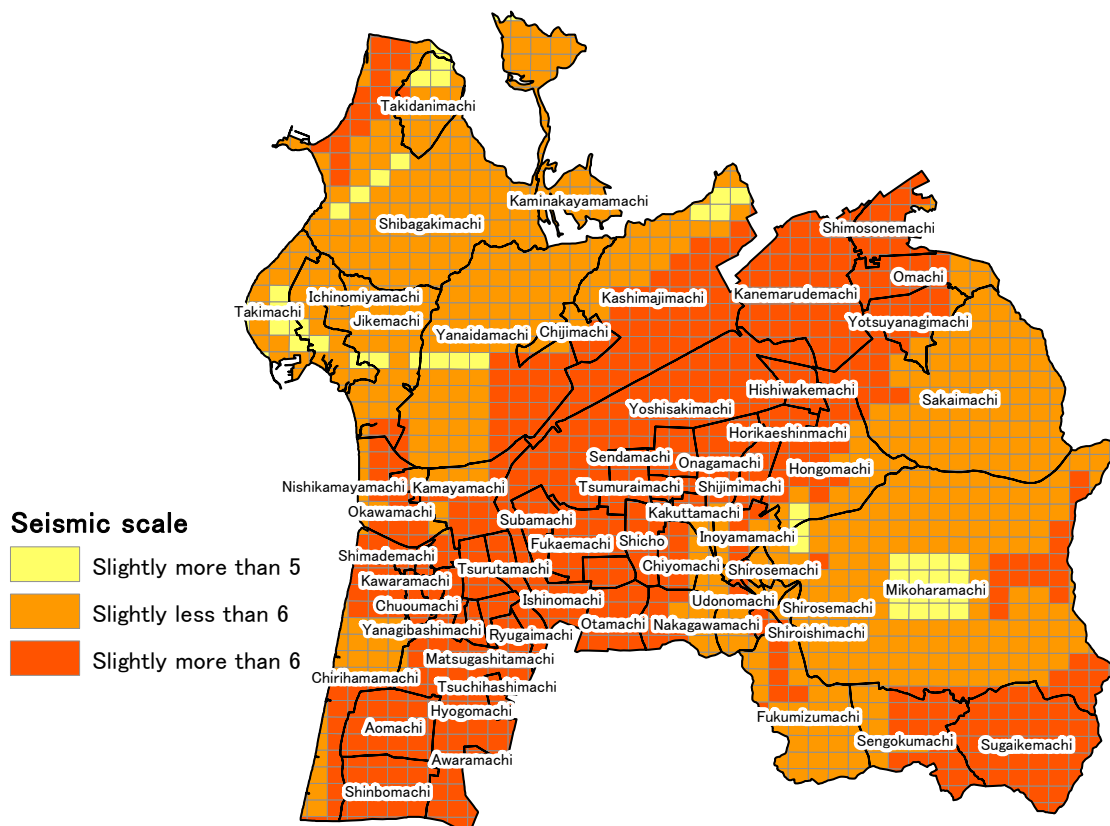 Takidanimachi
Kaminakayamamachi
Shibagakimachi
Shimosonemachi
Omachi
Ichinomiyamachi
Kashimajimachi
Kanemarudemachi
Takimachi
Jikemachi
Yanaidamachi
Chijimachi
Yotsuyanagimachi
Hishiwakemachi
Sakaimachi
Yoshisakimachi
Horikaeshinmachi
Sendamachi
Onagamachi
Hongomachi
Nishikamayamachi
Kamayamachi
Tsumuraimachi
Shijimimachi
Okawamachi
Subamachi
Kakuttamachi
Seismic scale
Shimademachi
Fukaemachi
Shicho
Inoyamamachi
Slightly more than 5
Kawaramachi
Tsurutamachi
Chiyomachi
Shirosemachi
Mikoharamachi
Slightly less than 6
Chuoumachi
Ishinomachi
Udonomachi
Shirosemachi
Yanagibashimachi
Ryugaimachi
Otamachi
Nakagawamachi
Shiroishimachi
Slightly more than 6
Chirihamamachi
Matsugashitamachi
Tsuchihashimachi
Hyogomachi
Fukumizumachi
Aomachi
Sengokumachi
Sugaikemachi
Awaramachi
Shinbomachi